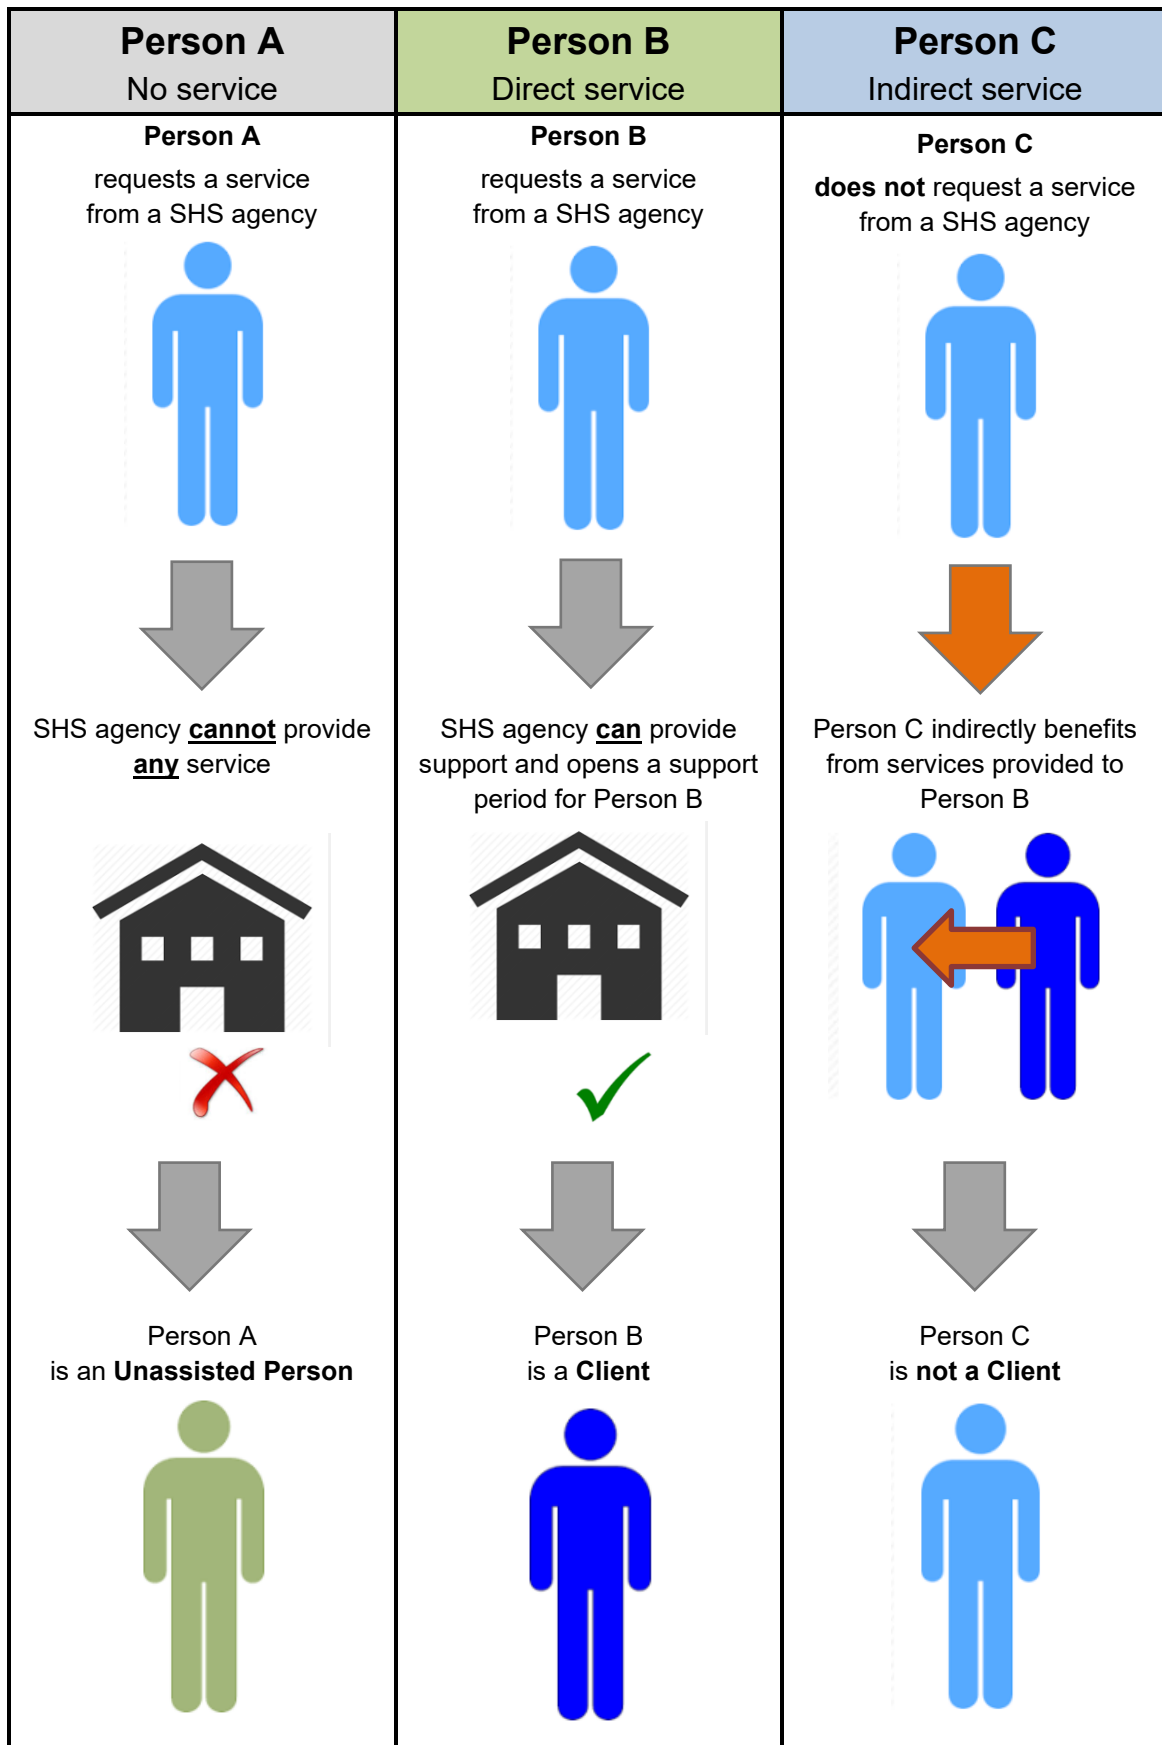 Person A
No service
Person B
Direct service
Person C
Indirect service
Person A
requests a service
from a SHS agency
Person B
requests a service
from a SHS agency
Person C
does not request a service
from a SHS agency
SHS agency cannot provide
any service
SHS agency can provide
support and opens a support
period for Person B
Person C indirectly benefits
from services provided to
Person B
Person A
is an Unassisted Person
Person B
is a Client
Person C
is not a Client